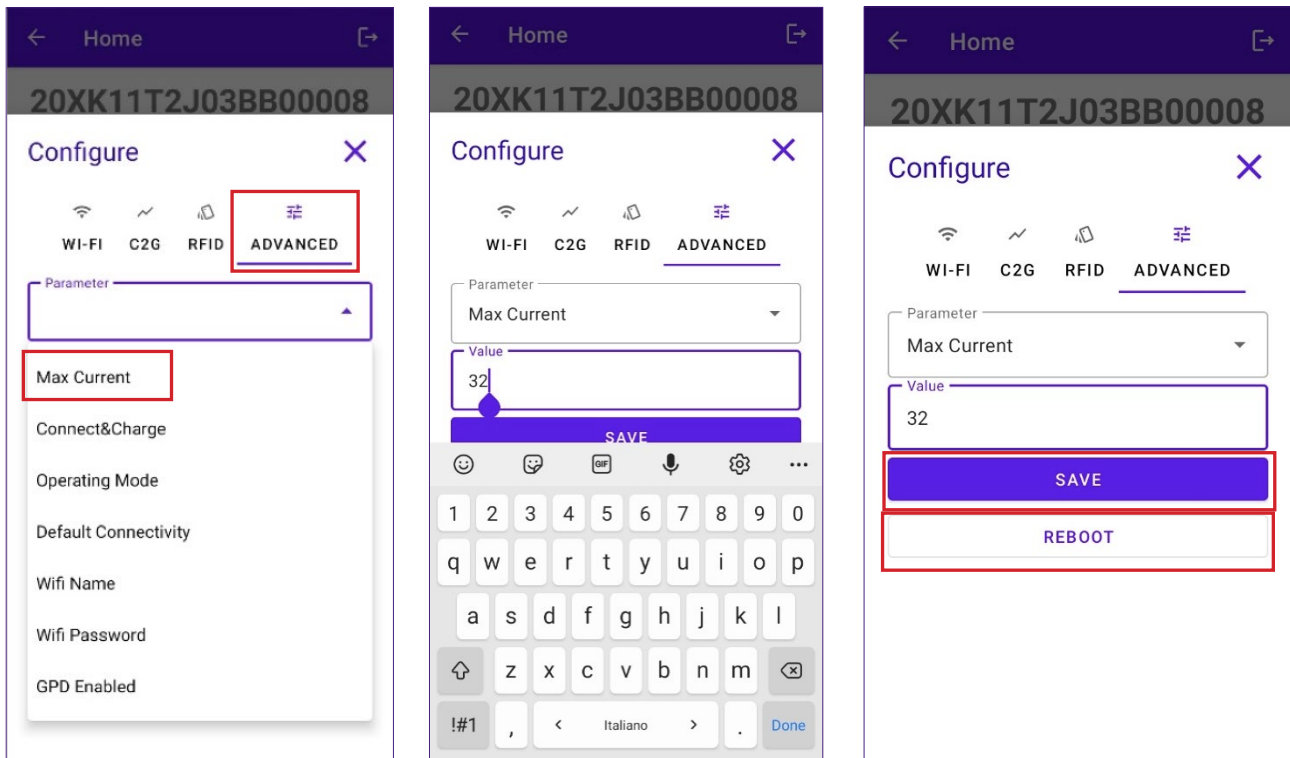 Home
20XK11T2J03BB00008
Configure
WI-FI C2G RFID ADVANCED
Parameter
Max Current
Connect&Charge
Operating Mode
Default Connectivity
Wifi Name
Wifi Password
GPD Enabled
Home
20XK11T2J03BB00008
Configure
WI-FI C2G RFID ADVANCED
Parameter
Max Current
Value
32
SAVE
GIF
1 2 3 4 5 6 7 8 9 0
q w e r t y u i o p
a s d f g h j k l
z x c v b n m
!#1 , < Italiano > . Done
Home
20XK11T2J03BB00008
Configure
WI-FI C2G RFID ADVANCED
Parameter
Max Current
Value
32
SAVE
REBOOT